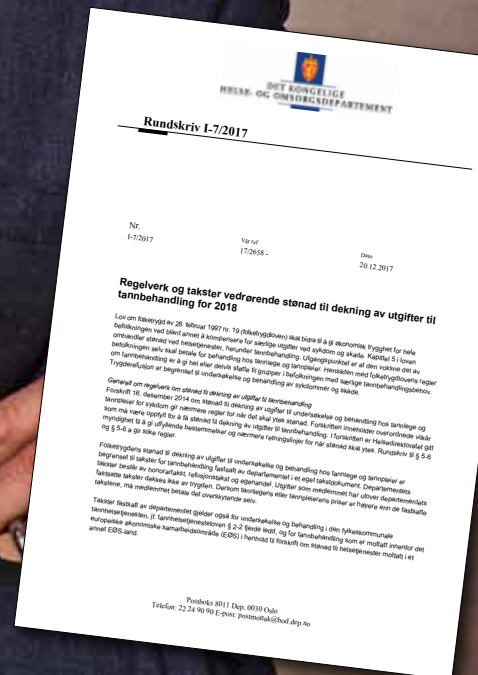 DET KONGELIGE
HELSE- OG OMSORGSDEPARTEMENT
Rundskriv I-7/2017
Nr.
Vår ref
Dato
I-7/2017
17/2658 -
20.12.2017
Regelverk og takster vedrørende stønad til dekning av utgifter til
tannbehandling for 2018
Lov om folketrygd av 28. februar 1997 nr. 19 (folketrygdloven) skal bidra til å gi økonomisk trygghet for hele
befolkningen ved blant annet å kompensere for særlige utgifter ved sykdom og skade. Kapittel 5 i loven
omhandler stønad ved helsetjenester, herunder tannbehandling. Utgangspunktet er at den voksne del av
befolkningen selv skal betale for behandling hos tannlege og tannpleier. Hensikten med folketrygdlovens regler
om tannbehandling er å gi hel eller delvis støtte til grupper i befolkningen med særlige tannbehandlingsbehov.
Trygderefusjon er begrenset til undersøkelse og behandling av sykdommer og skade.
Generelt om regelverk om stønad til dekning av utgifter til tannbehandling
Forskrift 16. desember 2014 om stønad til dekning av utgifter til undersøkelse og behandling hos tannlege og
tannpleier for sykdom gir nærmere regler for når det skal ytes stønad. Forskriften inneholder overordnede vilkår
som må være oppfylt for å få stønad til dekning av utgifter til tannbehandling. I forskriften er Helsedirektoratet gitt
myndighet til å gi utfyllende bestemmelser og nærmere retningslinjer for når stønad skal ytes. Rundskriv til § 5-6
og § 5-6 a gir slike regler.
Folketrygdens stønad til dekning av utgifter til undersøkelse og behandling hos tannlege og tannpleier er
begrenset til takster for tannbehandling fastsatt av departementet i et eget takstdokument. Departementets
takster består av honorartakst, refusjonstakst og egenandel. Utgifter som medlemmet har utover departementets
fastsatte takster dekkes ikke av trygden. Dersom tannlegens eller tannpleierens priser er høyere enn de fastsatte
takstene, må medlemmet betale det overskytende selv.
Takster fastsatt av departementet gjelder også for undersøkelse og behandling i den fylkeskommunale
tannhelsetjenesten, jf. tannhelsetjenesteloven § 2-2 fjerde ledd, og for tannbehandling som er mottatt innenfor det
europeiske økonomiske samarbeidsområde (EØS) i henhold til forskrift om stønad til helsetjenester mottatt i et
annet EØS-land.
Postboks 8011 Dep. 0030 Oslo
Telefon: 22 24 90 90 E-post: postmottak@hod.dep.no